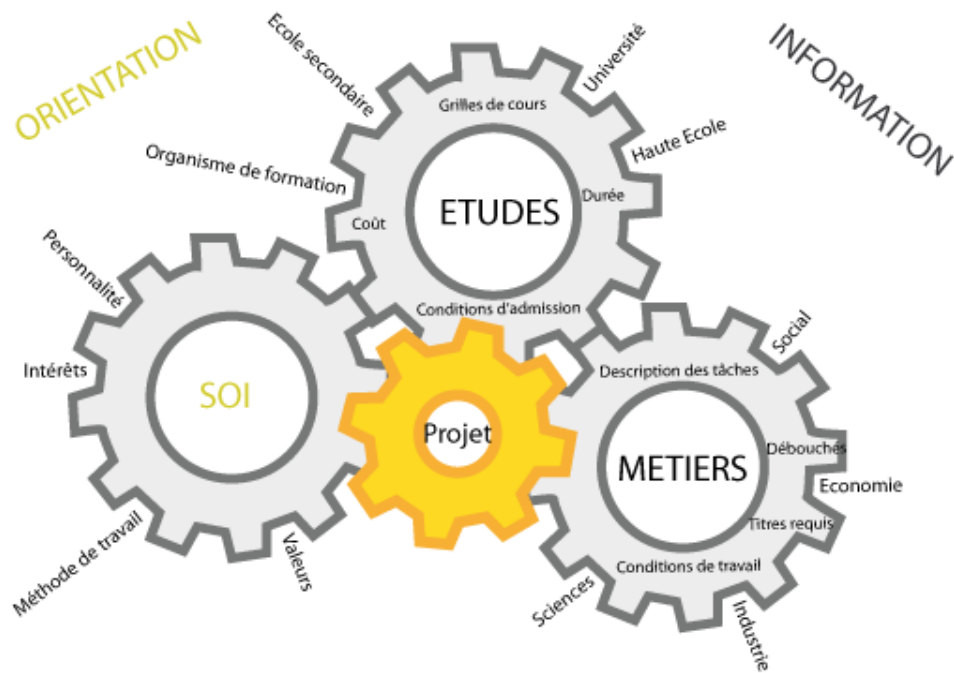 ORIENTATION
INFORMATION
Ecole secondaire
Université
Organisme de formation
Haute Ecole
Grilles de cours
Durée
Coût
ETUDES
Conditions d'admission
Personnalité
Intérêts
SOI
Méthode de travail
Valeurs
Projet
Social
Description des tâches
Débouchés
METIERS
Economie
Titres requis
Conditions de travail
Sciences
Industrie